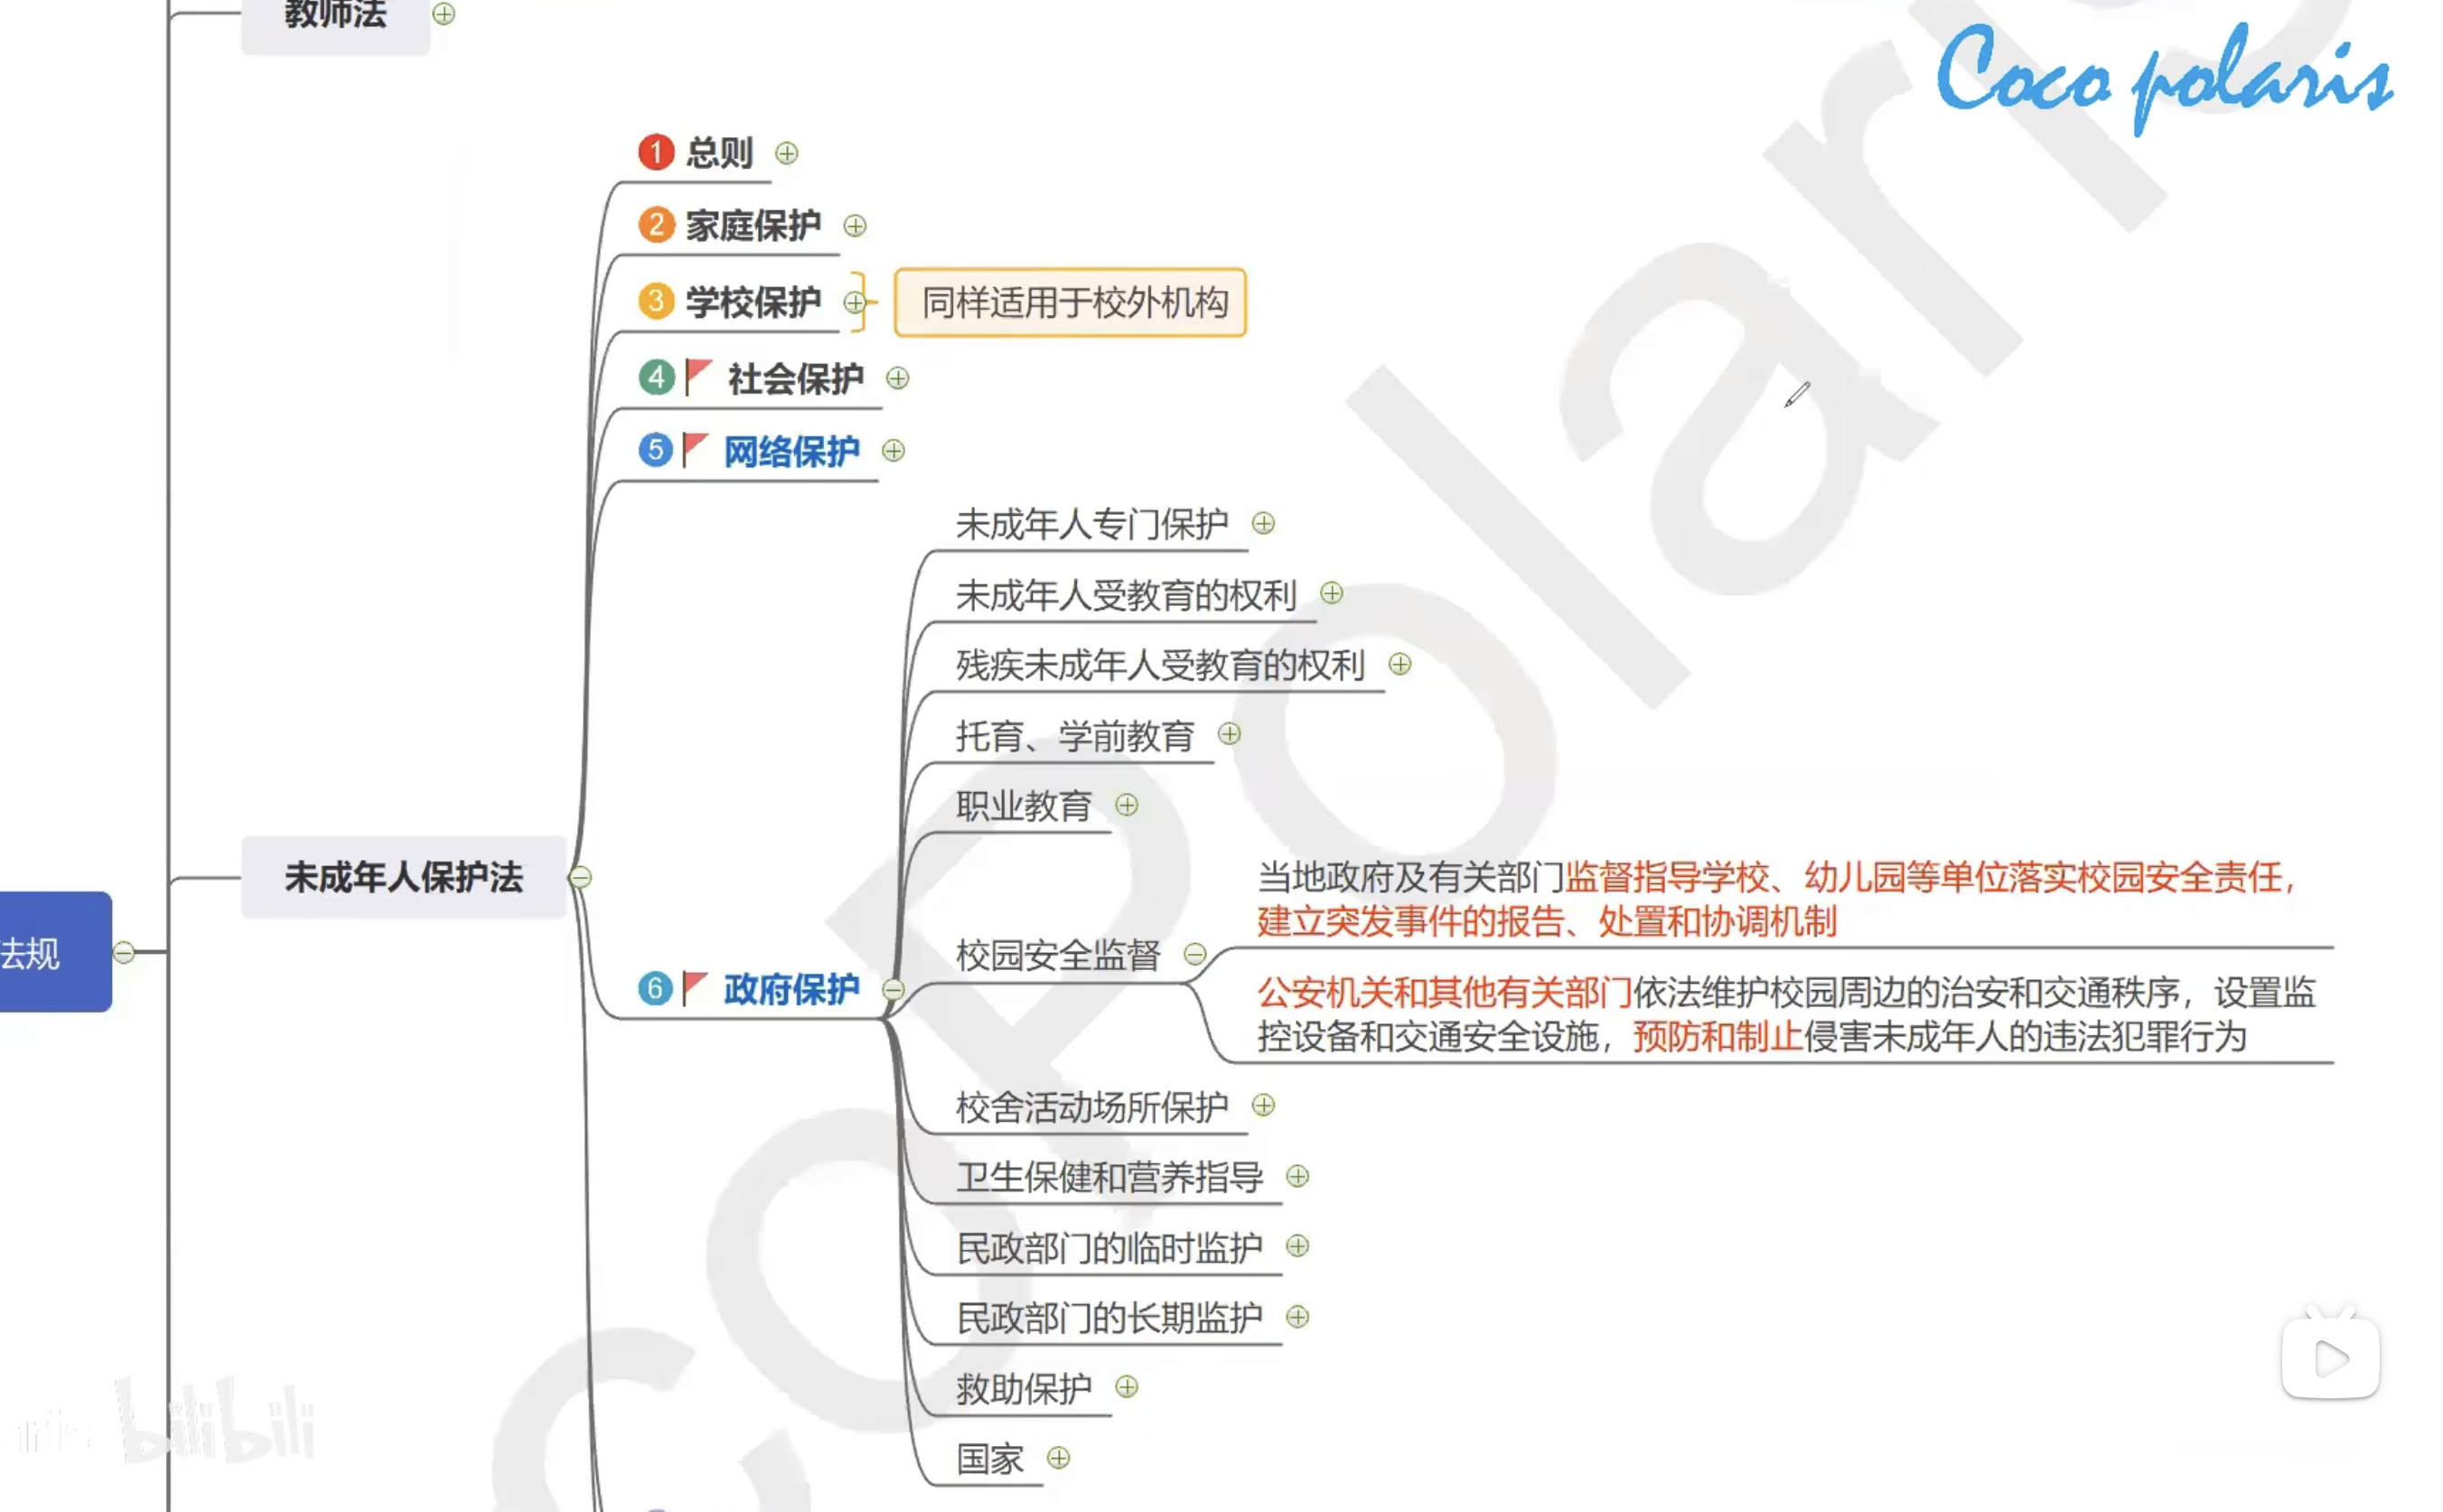 教师法
Coco polaris
1 总则
2 家庭保护
3 学校保护
同样适用于校外机构
4 社会保护
5 网络保护
未成年人专门保护
未成年人受教育的权利
残疾未成年人受教育的权利
托育、学前教育
职业教育
未成年人保护法
法规
6 政府保护
校园安全监督
当地政府及有关部门监督指导学校、幼儿园等单位落实校园安全责任，
建立突发事件的报告、处置和协调机制
公安机关和其他有关部门依法维护校园周边的治安和交通秩序，设置监
控设备和交通安全设施，预防和制止侵害未成年人的违法犯罪行为
校舍活动场所保护
卫生保健和营养指导
民政部门的临时监护
民政部门的长期监护
救助保护
国家
bilibili
CoCoPolaris